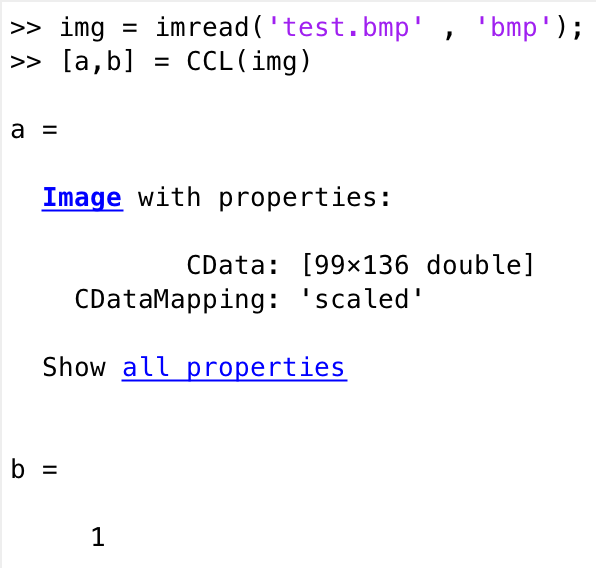 >> img = imread('test.bmp' , 'bmp');
>> [a,b] = CCL(img)
a =
Image with properties:
CData: [99×136 double]
CDataMapping: 'scaled'
Show all properties
b =
1